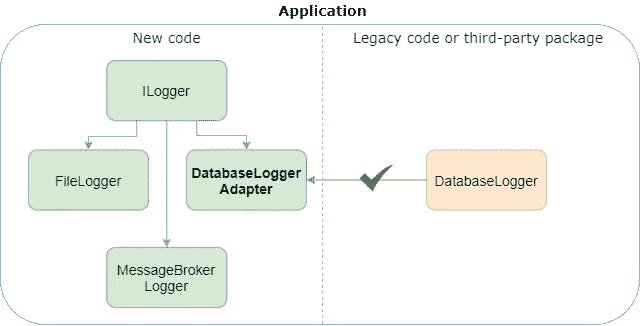 Application
New code
Legacy code or third-party package
ILogger
FileLogger
DatabaseLogger
Adapter
DatabaseLogger
MessageBroker
Logger